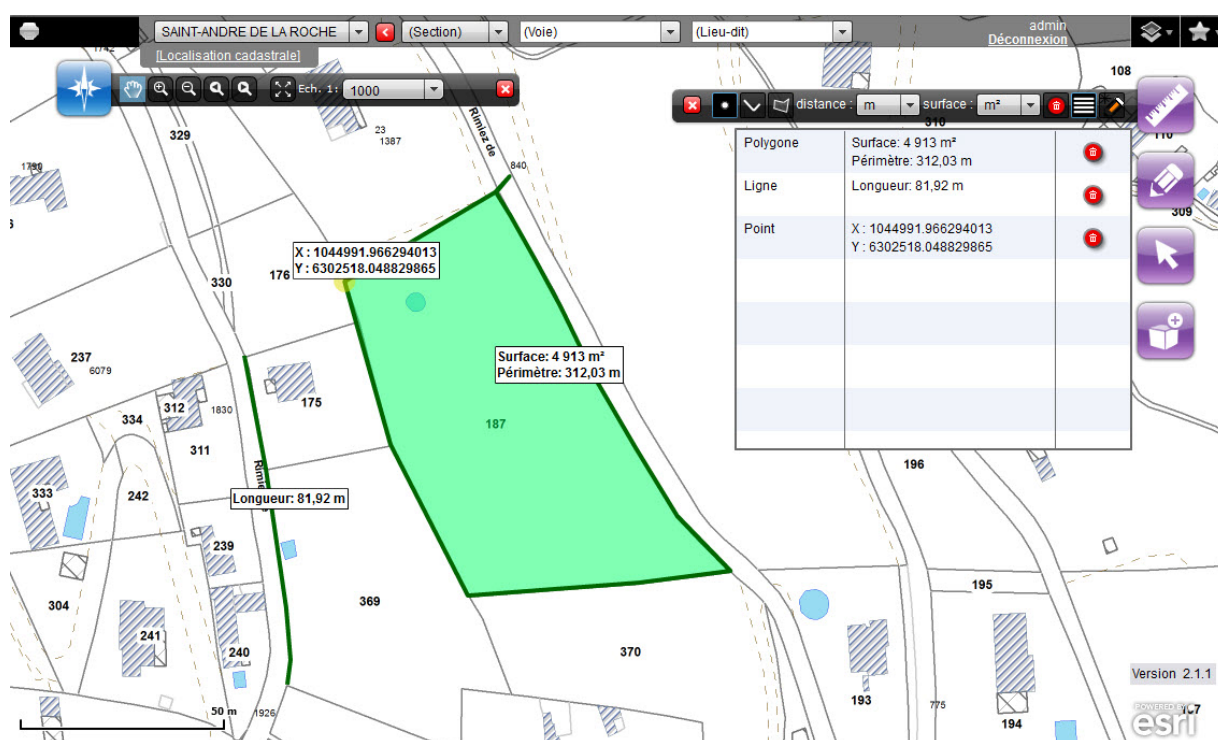 SAINT-ANDRE DE LA ROCHE
(Section)
(Voie)
(Lieu-dit)
admin
Déconnexion
[Localisation cadastrale]
Ech. 1:
1000
distance :
m
surface :
m²
108
310
110
309
Polygone
Surface: 4 913 m²
Périmètre: 312,03 m
Ligne
Longueur: 81,92 m
Point
X : 1044991.966294013
Y : 6302518.048829865
329
23
1387
Rimiez de
840
X : 1044991.966294013
Y : 6302518.048829865
176
330
237
6079
Surface: 4 913 m²
Périmètre: 312,03 m
312
1830
175
334
311
187
196
333
242
Longueur: 81,92 m
239
195
304
369
241
240
370
193
775
194
50 m
1926
Version 2.1.1
POWERED BY
esri